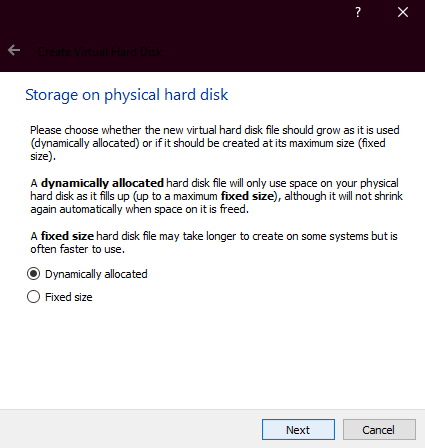 ?
Create Virtual Hard Disk
Storage on physical hard disk
Please choose whether the new virtual hard disk file should grow as it is used
(dynamically allocated) or if it should be created at its maximum size (fixed
size).
A dynamically allocated hard disk file will only use space on your physical
hard disk as it fills up (up to a maximum fixed size), although it will not shrink
again automatically when space on it is freed.
A fixed size hard disk file may take longer to create on some systems but is
often faster to use.
Dynamically allocated
Fixed size
Next Cancel